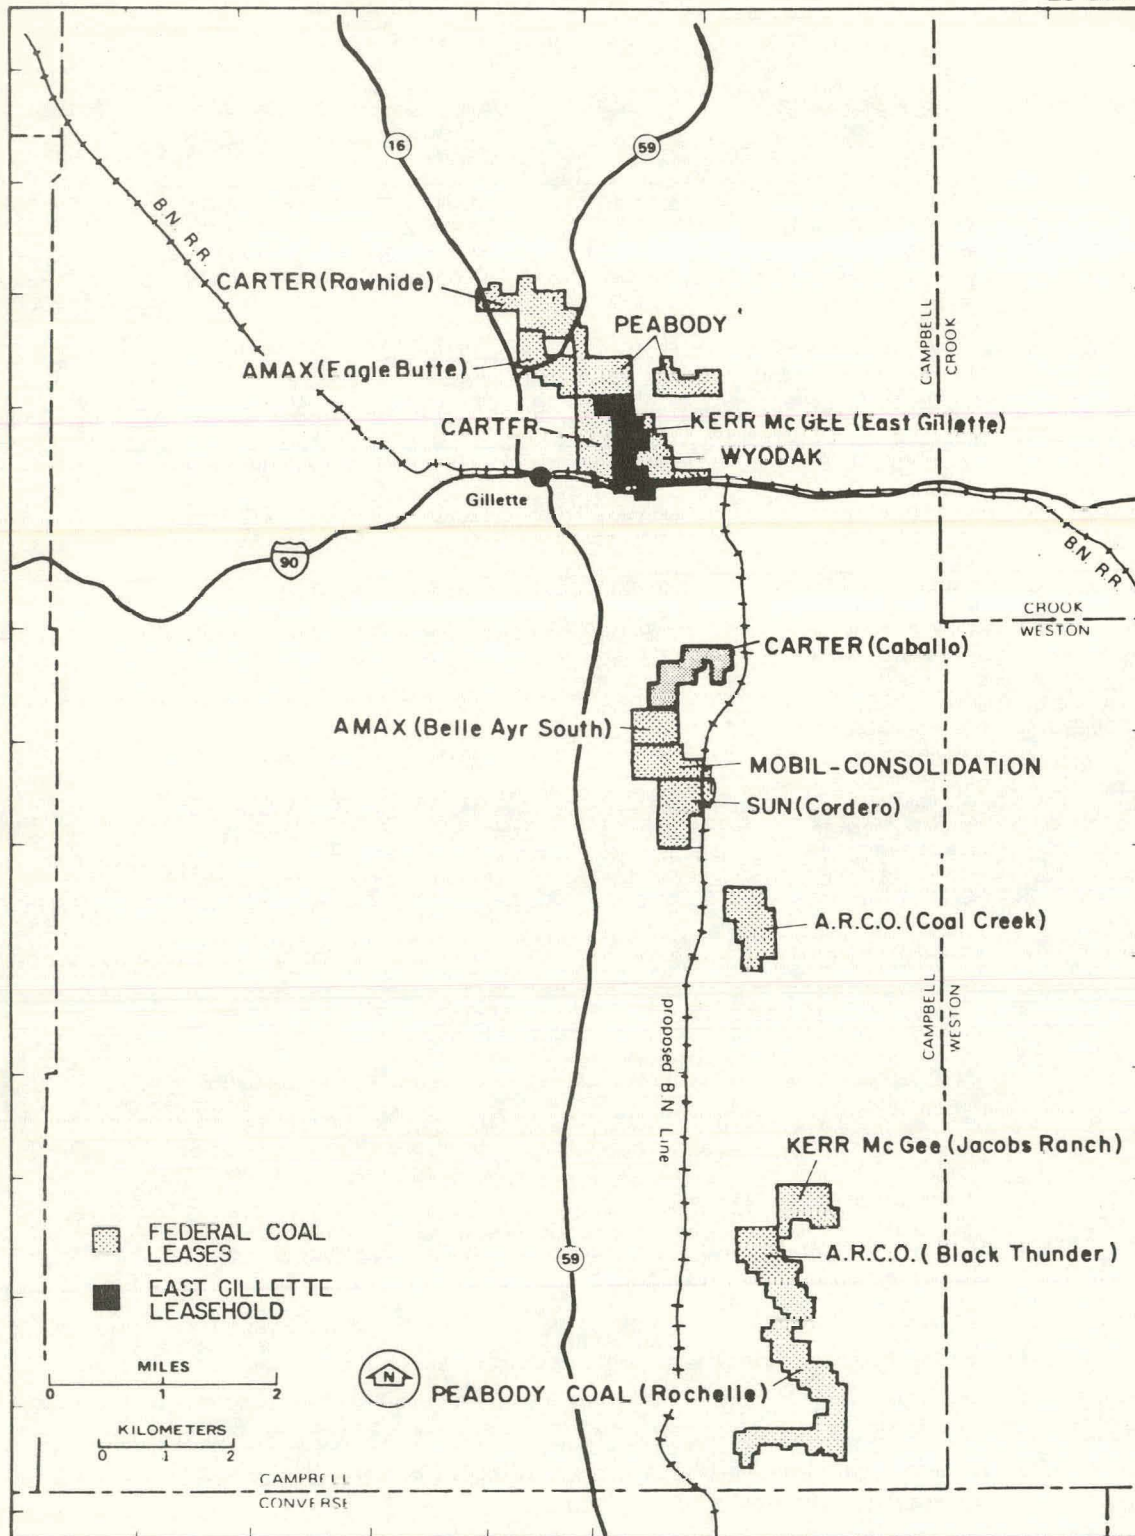 16
59
B.N. R.R.
CARTER (Rawhide)
PEABODY
CAMPBELL
CROOK
AMAX (Eagle Butte)
CARTER
KERR McGEE (East Gillette)
WYODAK
Gillette
90
B.N. R.R.
CROOK
WESTON
CARTER (Caballo)
AMAX (Belle Ayr South)
MOBIL-CONSOLIDATION
SUN (Cordero)
A.R.C.O. (Coal Creek)
CAMPBELL
WESTON
proposed B.N. Line
KERR McGee (Jacobs Ranch)
FEDERAL COAL
LEASES
A.R.C.O. (Black Thunder)
59
EAST GILLETTE
LEASEHOLD
MILES
0 1 2
N
PEABODY COAL (Rochelle)
KILOMETERS
0 1 2
CAMPBELL
CONVERSE